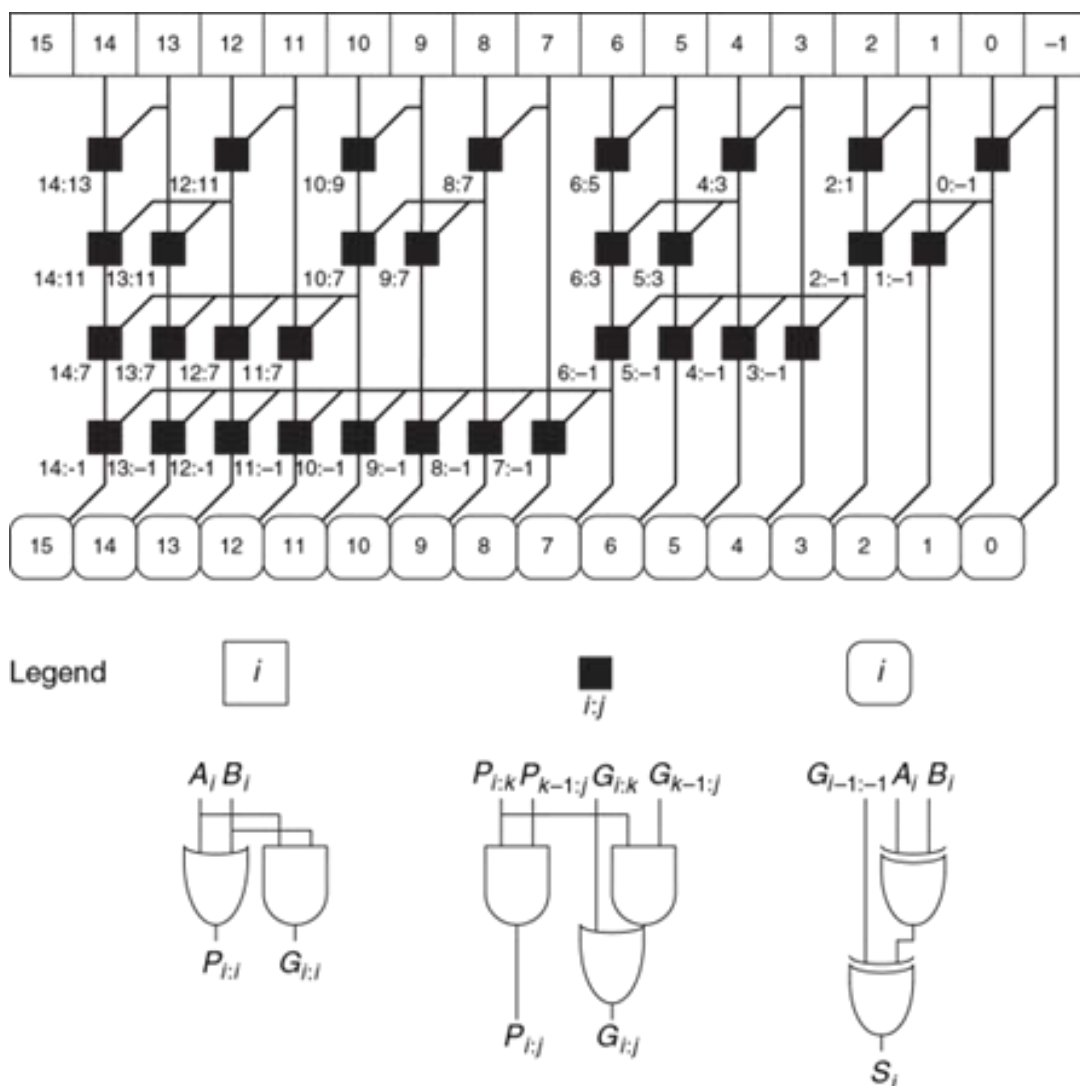 15 14 13 12 11 10 9 8 7 6 5 4 3 2 1 0 –1
14:13 12:11 10:9 8:7 6:5 4:3 2:1 0:–1
14:11 13:11 10:7 9:7 6:3 5:3 2:–1 1:–1
14:7 13:7 12:7 11:7 6:–1 5:–1 4:–1 3:–1
14:-1 13:–1 12:-1 11:–1 10:–1 9:–1 8:–1 7:–1
15 14 13 12 11 10 9 8 7 6 5 4 3 2 1 0
Legend i i:j i
A_i B_i P_{i:k} P_{k–1:j} G_{i:k} G_{k–1:j} G_{i–1:–1} A_i B_i
P_{i:i} G_{i:i}
P_{i:j} G_{i:j}
S_i